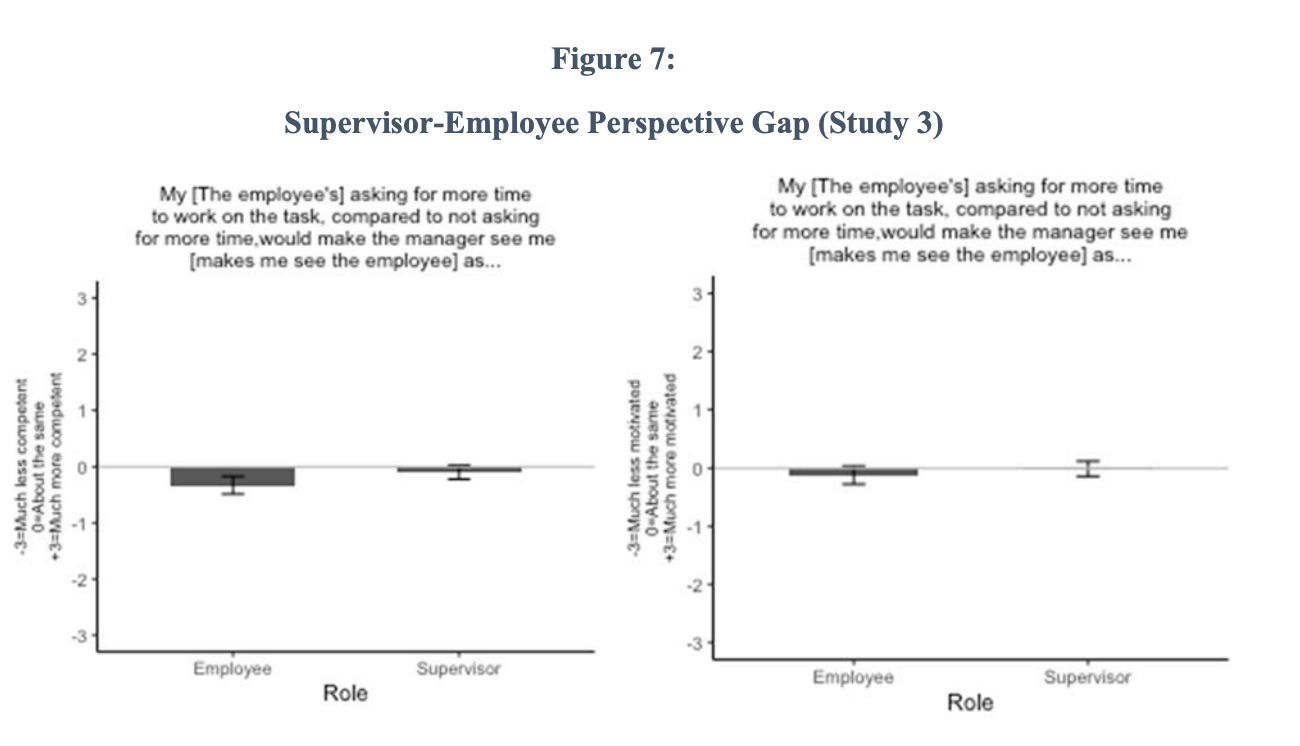 Figure 7:
Supervisor-Employee Perspective Gap (Study 3)
My [The employee's] asking for more time
to work on the task, compared to not asking
for more time,would make the manager see me
[makes me see the employee] as...
-3=Much less competent
0=About the same
+3=Much more competent
3
2
1
0
-1
-2
-3
Employee
Supervisor
Role
My [The employee's] asking for more time
to work on the task, compared to not asking
for more time,would make the manager see me
[makes me see the employee] as...
-3=Much less motivated
0=About the same
+3=Much more motivated
3
2
1
0
-1
-2
-3
Employee
Supervisor
Role